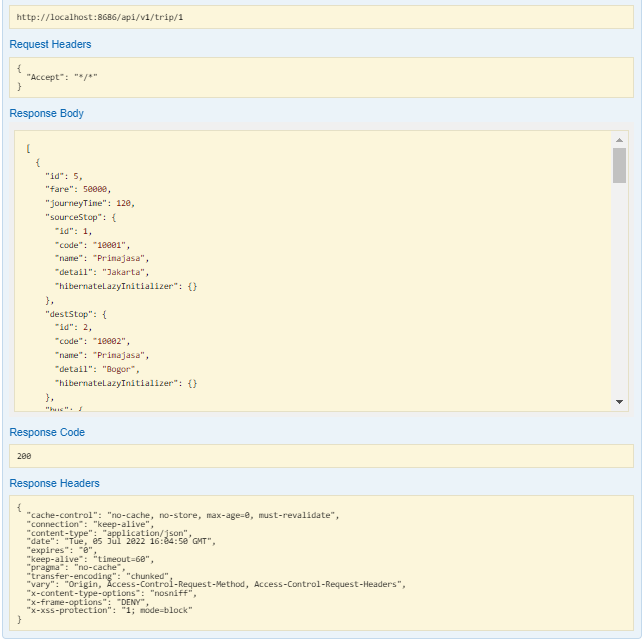 http://localhost:8686/api/v1/trip/1
Request Headers
{
  "Accept": "*/*"
}
Response Body
[
  {
    "id": 5,
    "fare": 50000,
    "journeyTime": 120,
    "sourceStop": {
      "id": 1,
      "code": "10001",
      "name": "Primajasa",
      "detail": "Jakarta",
      "hibernateLazyInitializer": {}
    },
    "destStop": {
      "id": 2,
      "code": "10002",
      "name": "Primajasa",
      "detail": "Bogor",
      "hibernateLazyInitializer": {}
    },
    "bus": {
Response Code
200
Response Headers
{
  "cache-control": "no-cache, no-store, max-age=0, must-revalidate",
  "connection": "keep-alive",
  "content-type": "application/json",
  "date": "Tue, 05 Jul 2022 16:04:50 GMT",
  "expires": "0",
  "keep-alive": "timeout=60",
  "pragma": "no-cache",
  "transfer-encoding": "chunked",
  "vary": "Origin, Access-Control-Request-Method, Access-Control-Request-Headers",
  "x-content-type-options": "nosniff",
  "x-frame-options": "DENY",
  "x-xss-protection": "1; mode=block"
}